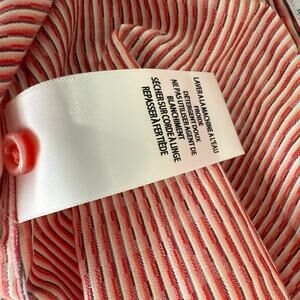 LAVER A LA MACHINE A L'EAU
FROIDE
DÉTERGENT DOUX
NE PAS UTILISER AGENT DE
BLANCHIMENT
SÉCHER SUR CORDE À LINGE
REPASSER À FER TIÈDE